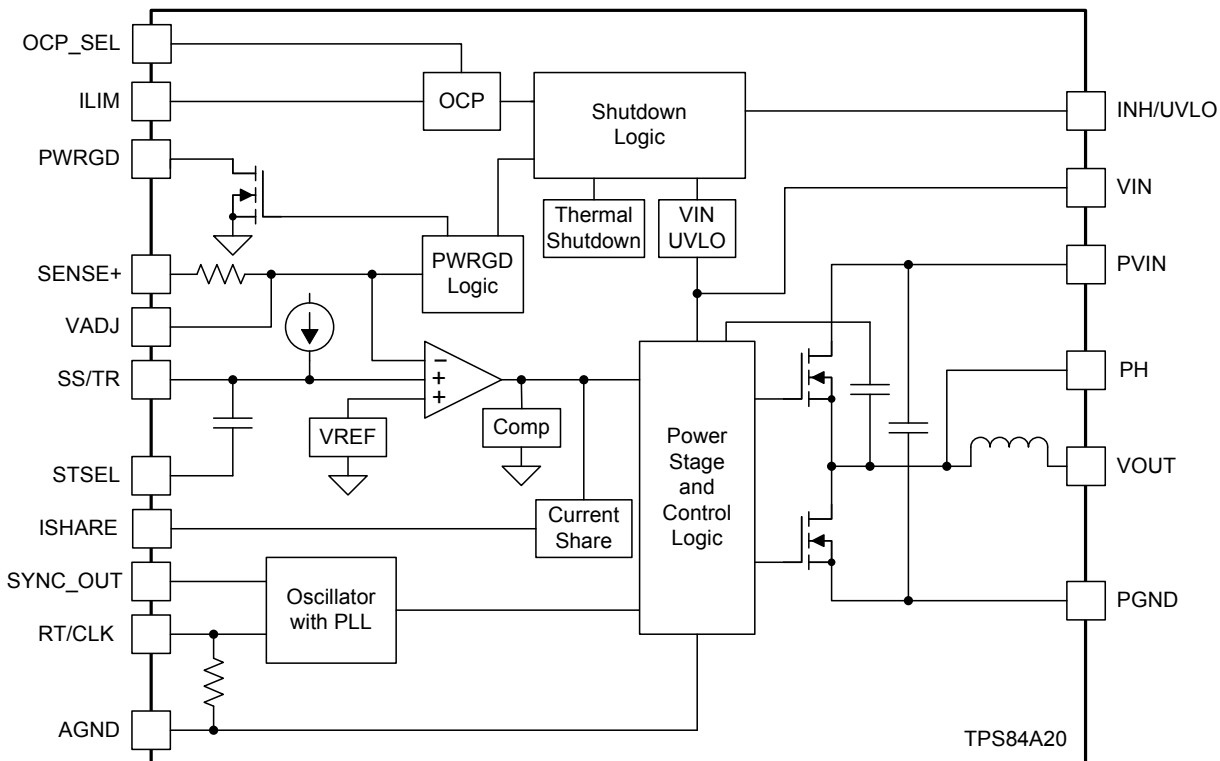 OCP_SEL
ILIM
PWRGD
SENSE+
VADJ
SS/TR
STSEL
ISHARE
SYNC_OUT
RT/CLK
AGND
OCP
Shutdown
Logic
Thermal
Shutdown
VIN
UVLO
PWRGD
Logic
−
+
+
VREF
Comp
Current
Share
Oscillator
with PLL
Power
Stage
and
Control
Logic
INH/UVLO
VIN
PVIN
PH
VOUT
PGND
TPS84A20